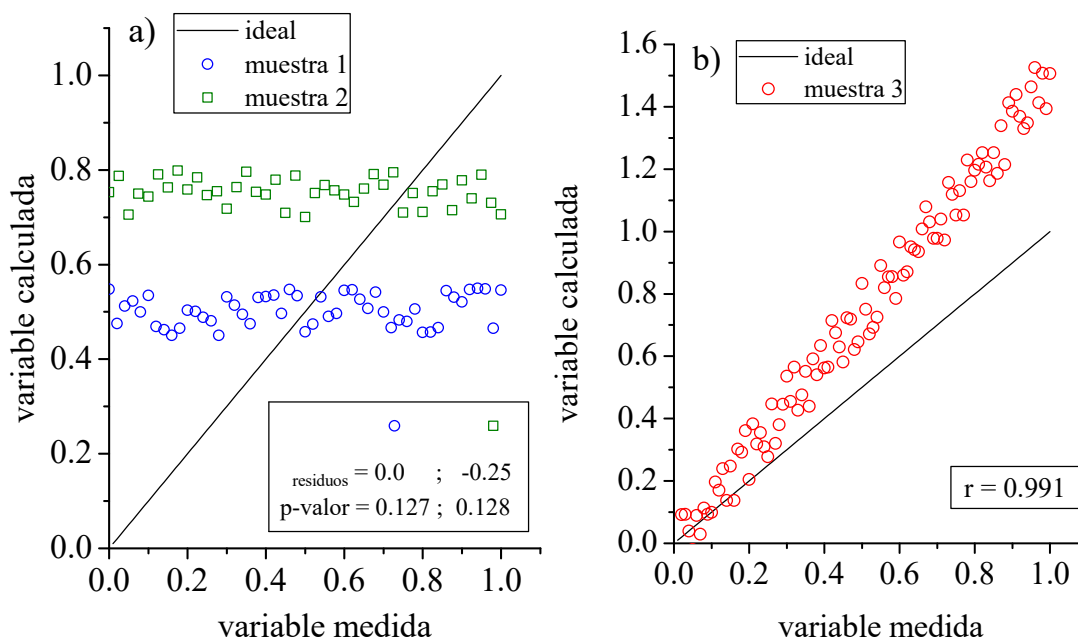 a)
ideal
muestra 1
muestra 2
1.0
0.8
0.6
0.4
0.2
0.0
variable calculada
residuos = 0.0 ; -0.25
p-valor = 0.127 ; 0.128
0.0 0.2 0.4 0.6 0.8 1.0
variable medida
b)
ideal
muestra 3
1.6
1.4
1.2
1.0
0.8
0.6
0.4
0.2
0.0
variable calculada
r = 0.991
0.0 0.2 0.4 0.6 0.8 1.0
variable medida